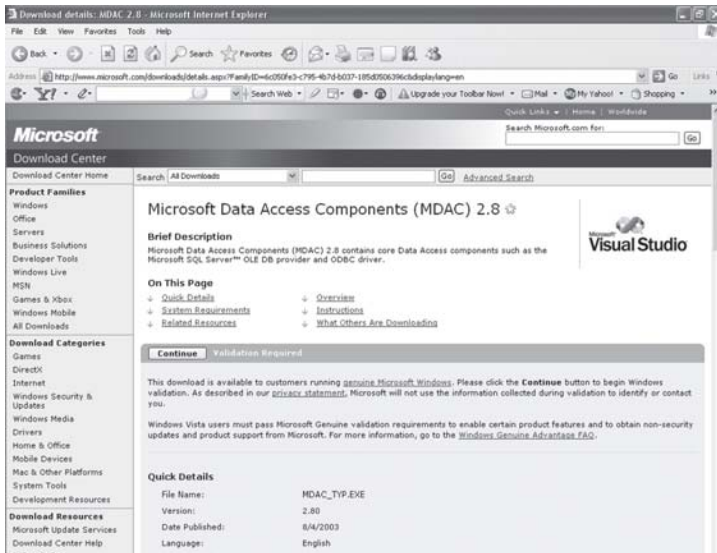 Download details: MDAC 2.8 - Microsoft Internet Explorer
File Edit View Favorites Tools Help
Back Search Favorites
Address http://www.microsoft.com/downloads/details.aspx?FamilyID=6c050fe3-c795-4b7d-b037-185d0506396c&displaylang=en Go Links
Y! Search Web Upgrade your Toolbar Now! Mail My Yahoo! Shopping
Quick Links | Home | Worldwide
Microsoft
Search Microsoft.com for:
Go
Download Center
Download Center Home
Search All Downloads Go Advanced Search
Product Families
Windows
Office
Servers
Business Solutions
Developer Tools
Windows Live
MSN
Games & Xbox
Windows Mobile
All Downloads
Download Categories
Games
DirectX
Internet
Windows Security &
Updates
Windows Media
Drivers
Home & Office
Mobile Devices
Mac & Other Platforms
System Tools
Development Resources
Download Resources
Microsoft Update Services
Download Center Help
Microsoft Data Access Components (MDAC) 2.8
Microsoft
Visual Studio
Brief Description
Microsoft Data Access Components (MDAC) 2.8 contains core Data Access components such as the
Microsoft SQL Server™ OLE DB provider and ODBC driver.
On This Page
Quick Details
Overview
System Requirements
Instructions
Related Resources
What Others Are Downloading
Continue Validation Required
This download is available to customers running genuine Microsoft Windows. Please click the Continue button to begin Windows
validation. As described in our privacy statement, Microsoft will not use the information collected during validation to identify or contact
you.
Windows Vista users must pass Microsoft Genuine validation requirements to enable certain product features and to obtain non-security
updates and product support from Microsoft. For more information, go to the Windows Genuine Advantage FAQ.
Quick Details
File Name: MDAC_TYP.EXE
Version: 2.80
Date Published: 8/4/2003
Language: English